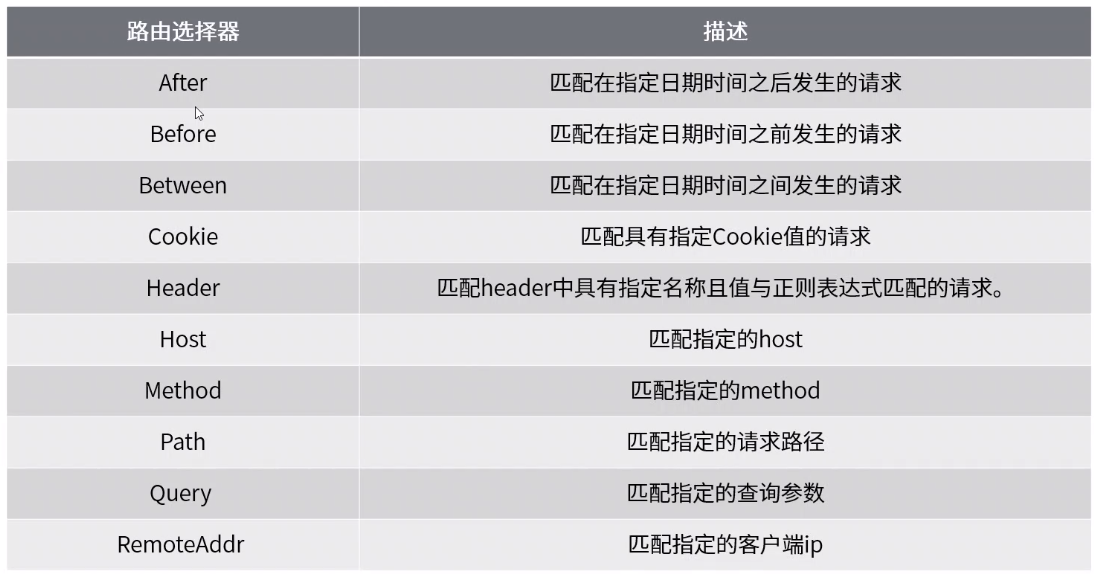 路由选择器 描述
After 匹配在指定日期时间之后发生的请求
Before 匹配在指定日期时间之前发生的请求
Between 匹配在指定日期时间之间发生的请求
Cookie 匹配具有指定Cookie值的请求
Header 匹配header中具有指定名称且值与正则表达式匹配的请求。
Host 匹配指定的host
Method 匹配指定的method
Path 匹配指定的请求路径
Query 匹配指定的查询参数
RemoteAddr 匹配指定的客户端ip